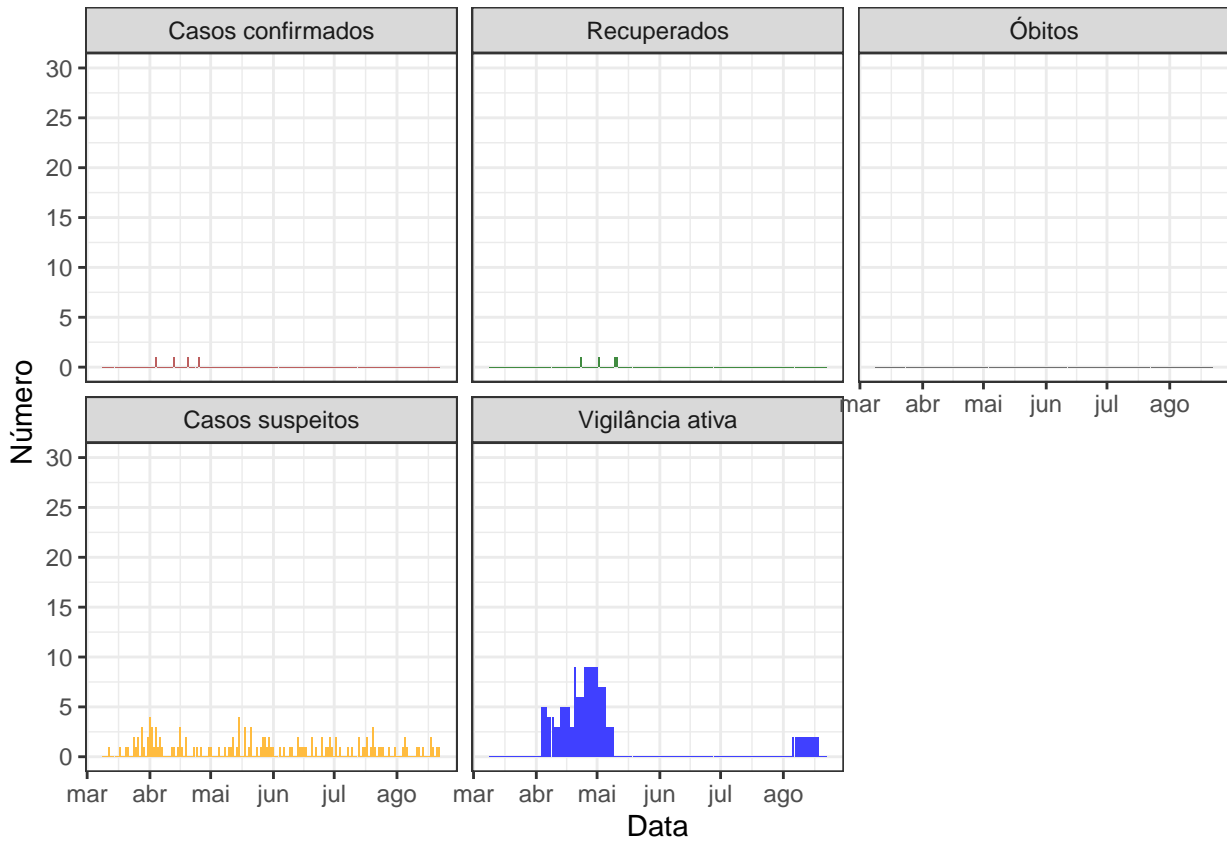 Casos confirmados Recuperados Óbitos
30
25
20
15
10
5
0
mar abr mai jun jul ago
Número
Casos suspeitos Vigilância ativa
30
25
20
15
10
5
0
mar abr mai jun jul ago mar abr mai jun jul ago
Data